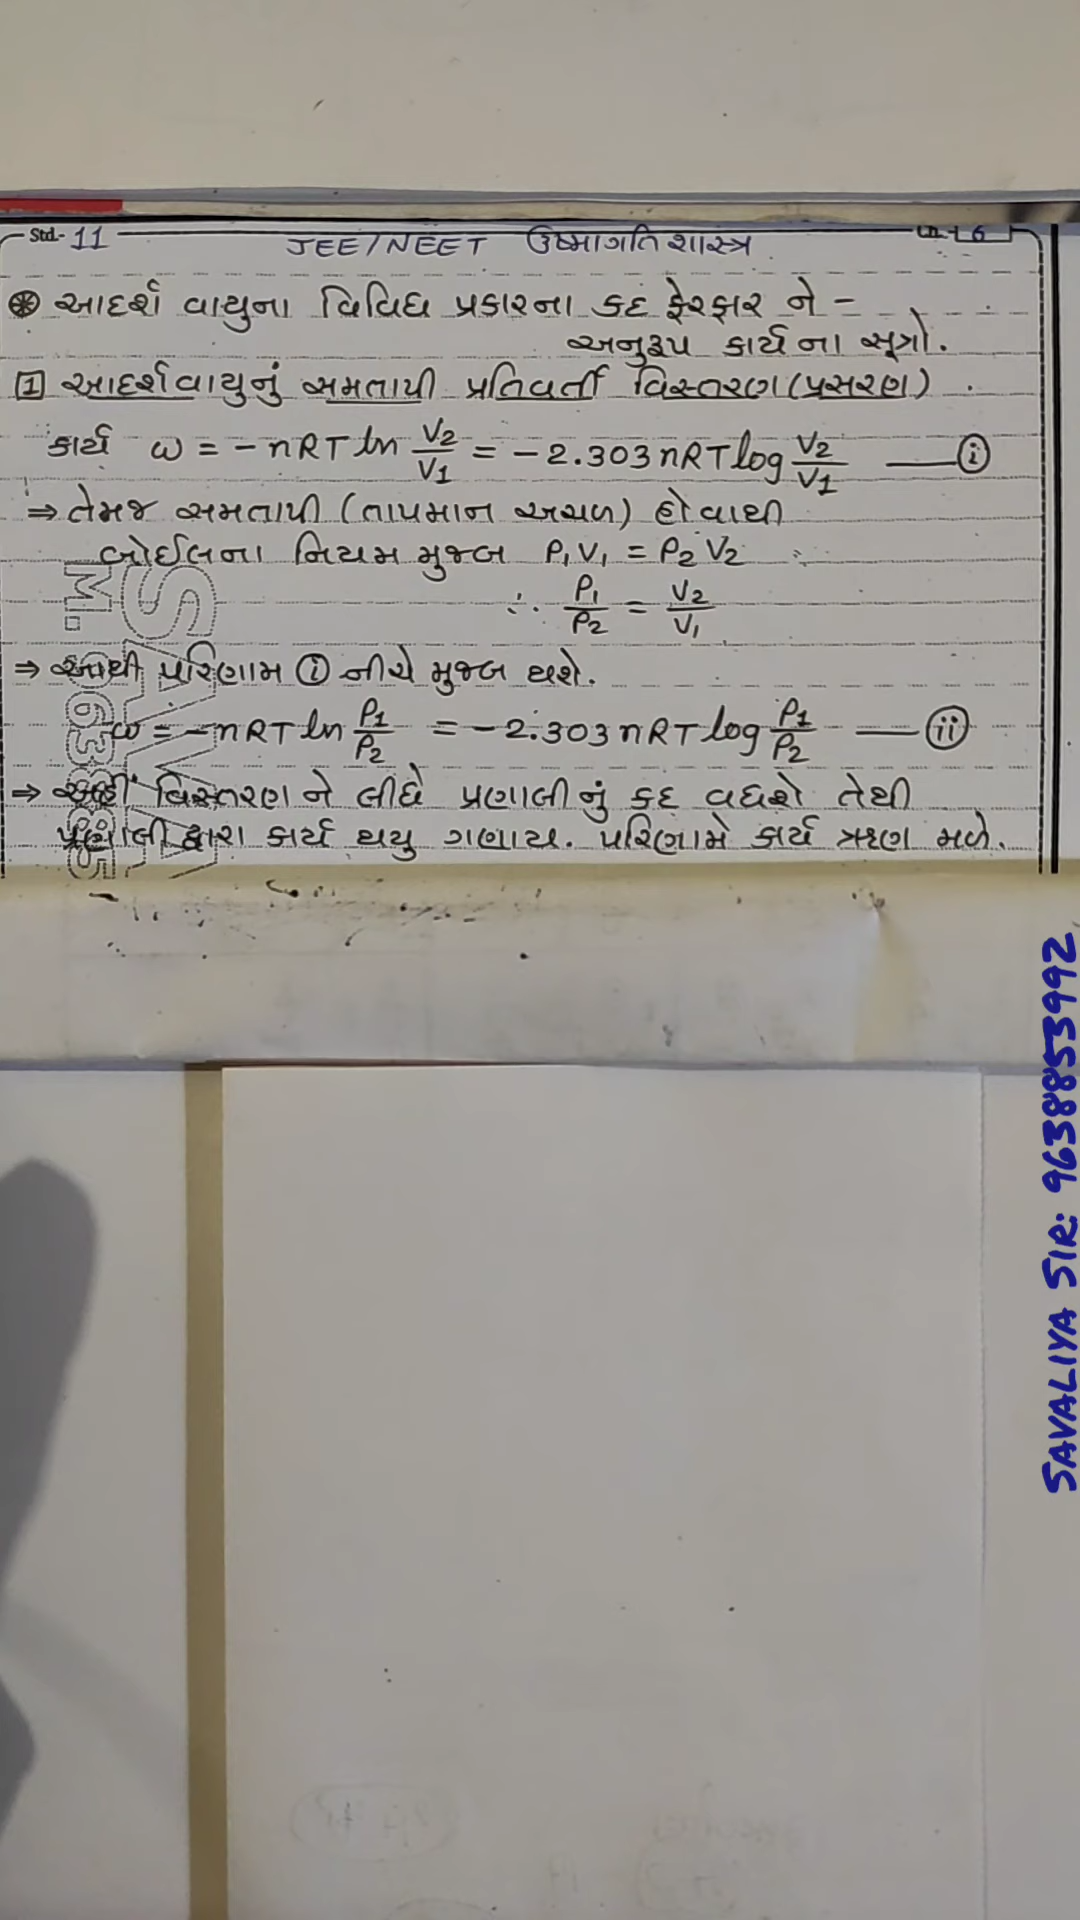 Std- 11 JEE/NEET ઉષ્માગતિશાસ્ત્ર Ch-6
⊛ આદર્શ વાયુના વિવિધ પ્રકારના કદ ફેરફાર ને -
અનુરૂપ કાર્ય ના સૂત્રો.
[1] આદર્શવાયુનું સમતાપી પ્રતિવર્તી વિસ્તરણ (પ્રસરણ) .
કાર્ય ω = -nRT ln V2/V1 = -2.303 nRT log V2/V1 —— (i)
⇒ તેમજ સમતાપી (તાપમાન અચળ) હોવાથી
બોઈલના નિયમ મુજબ P1V1 = P2V2
∴ P1/P2 = V2/V1
⇒ આથી પરિણામ (i) નીચે મુજબ થશે.
ω = -nRT ln P1/P2 = -2.303 nRT log P1/P2 —— (ii)
⇒ અહીં વિસ્તરણ ને લીધે પ્રણાલીનું કદ વધશે તેથી
પ્રણાલી દ્વારા કાર્ય થયુ ગણાય. પરિણામે કાર્ય ઋણ મળે.
SAVALIYA SIR: 9638853992